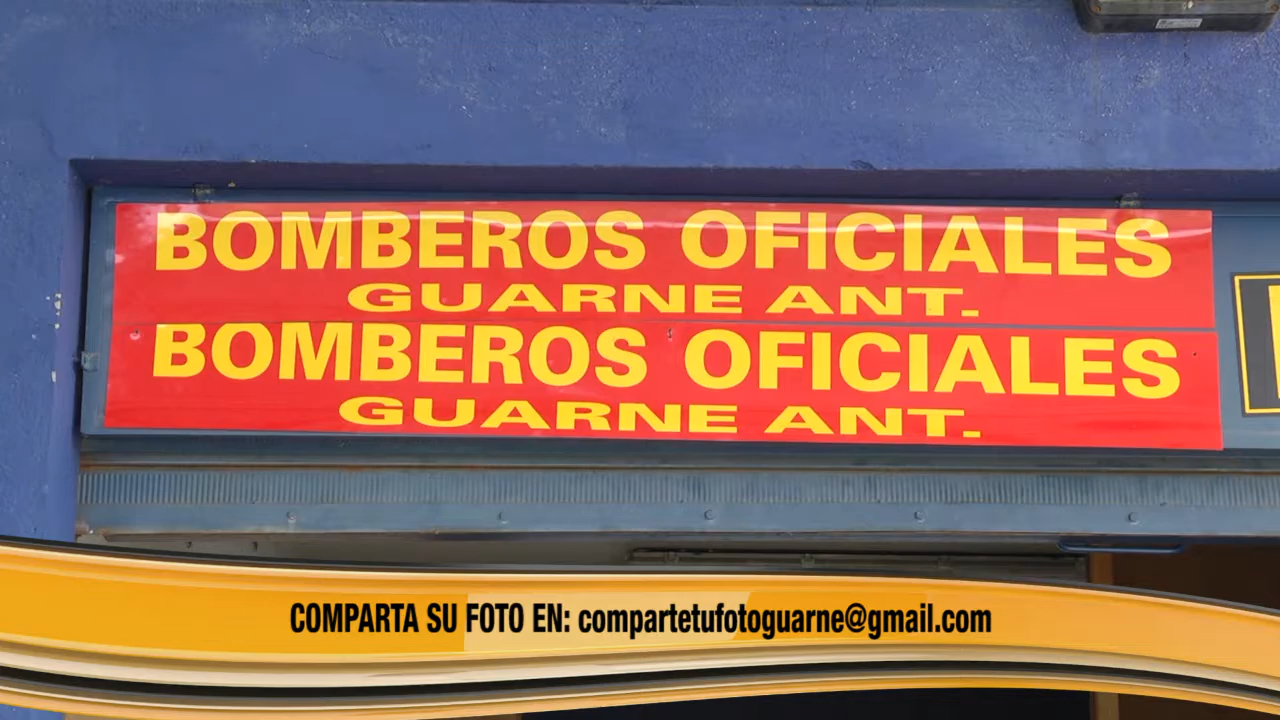 BOMBEROS OFICIALES
GUARNE ANT.
BOMBEROS OFICIALES
GUARNE ANT.
COMPARTA SU FOTO EN: compartetufotoguarne@gmail.com